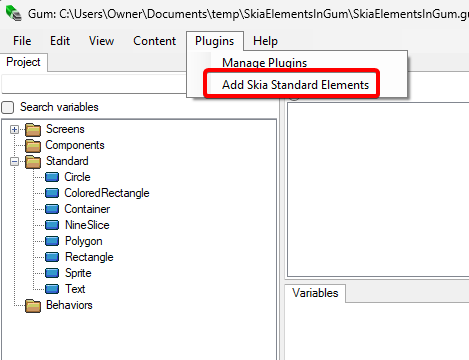 Gum: C:\Users\Owner\Documents\temp\SkiaElementsInGum\SkiaElementsInGum.gu
File Edit View Content Plugins Help
Project
Manage Plugins
Add Skia Standard Elements
Search variables
Screens
Components
Standard
Circle
ColoredRectangle
Container
NineSlice
Polygon
Rectangle
Sprite
Text
Behaviors
Variables